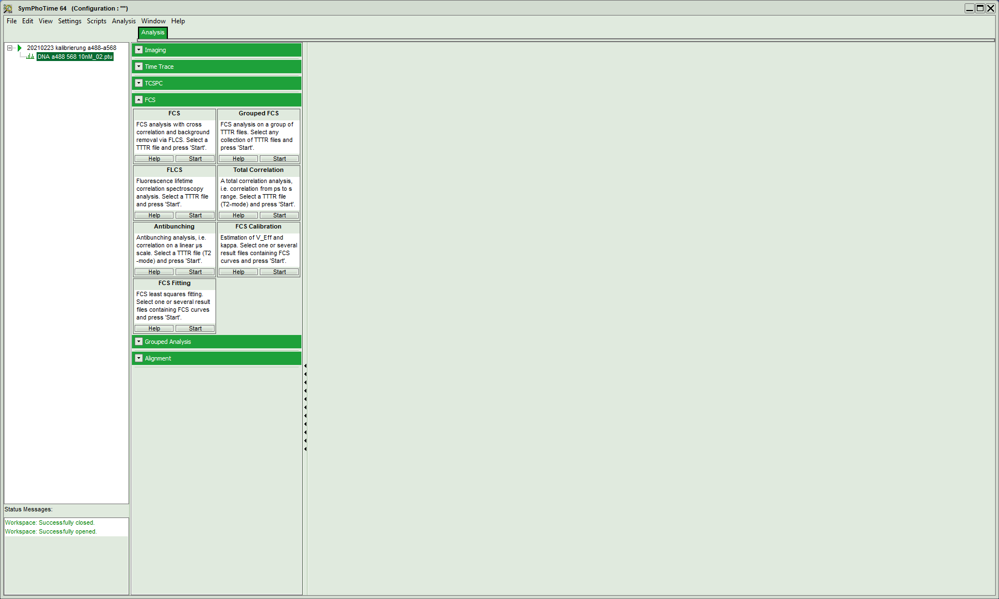 SymPhoTime 64   (Configuration : "")
File Edit View Settings Scripts Analysis Window Help
Analysis
20210223 kalibrierung a488-a568
DNA a488 568 10nM_02.ptu
Imaging
Time Trace
TCSPC
FCS
FCS
FCS analysis with cross
correlation and background
removal via FLCS. Select a
TTTR file and press 'Start'.
Help Start
Grouped FCS
FCS analysis on a group of
TTTR files. Select any
collection of TTTR files and
press 'Start'.
Help Start
FLCS
Fluorescence lifetime
correlation spectroscopy
analysis. Select a TTTR file
and press 'Start'.
Help Start
Total Correlation
A total correlation analysis,
i.e. correlation from ps to s
range. Select a TTTR file
(T2-mode) and press 'Start'.
Help Start
Antibunching
Antibunching analysis, i.e.
correlation on a linear µs
scale. Select a TTTR file (T2
-mode) and press 'Start'.
Help Start
FCS Calibration
Estimation of V_Eff and
kappa. Select one or several
result files containing FCS
curves and press 'Start'.
Help Start
FCS Fitting
FCS least squares fitting.
Select one or several result
files containing FCS curves
and press 'Start'.
Help Start
Grouped Analysis
Alignment
Status Messages:
Workspace: Successfully closed.
Workspace: Successfully opened.